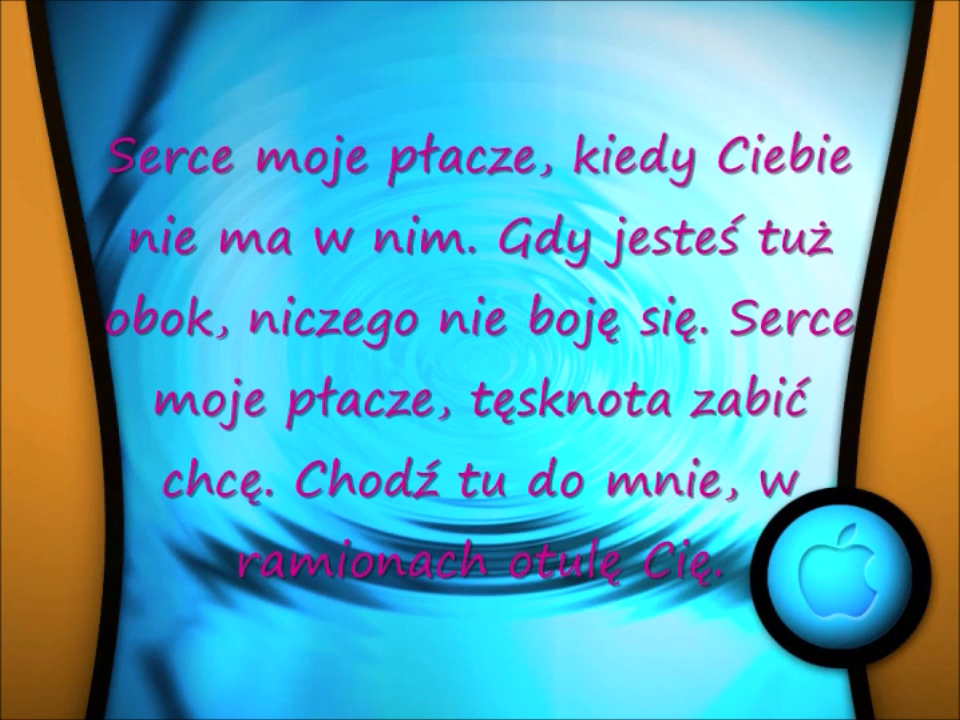 Serce moje płacze, kiedy Ciebie
nie ma w nim. Gdy jesteś tuż
obok, niczego nie boję się. Serce
moje płacze, tęsknota zabić
chcę. Chodź tu do mnie, w
ramionach otulę Cię.